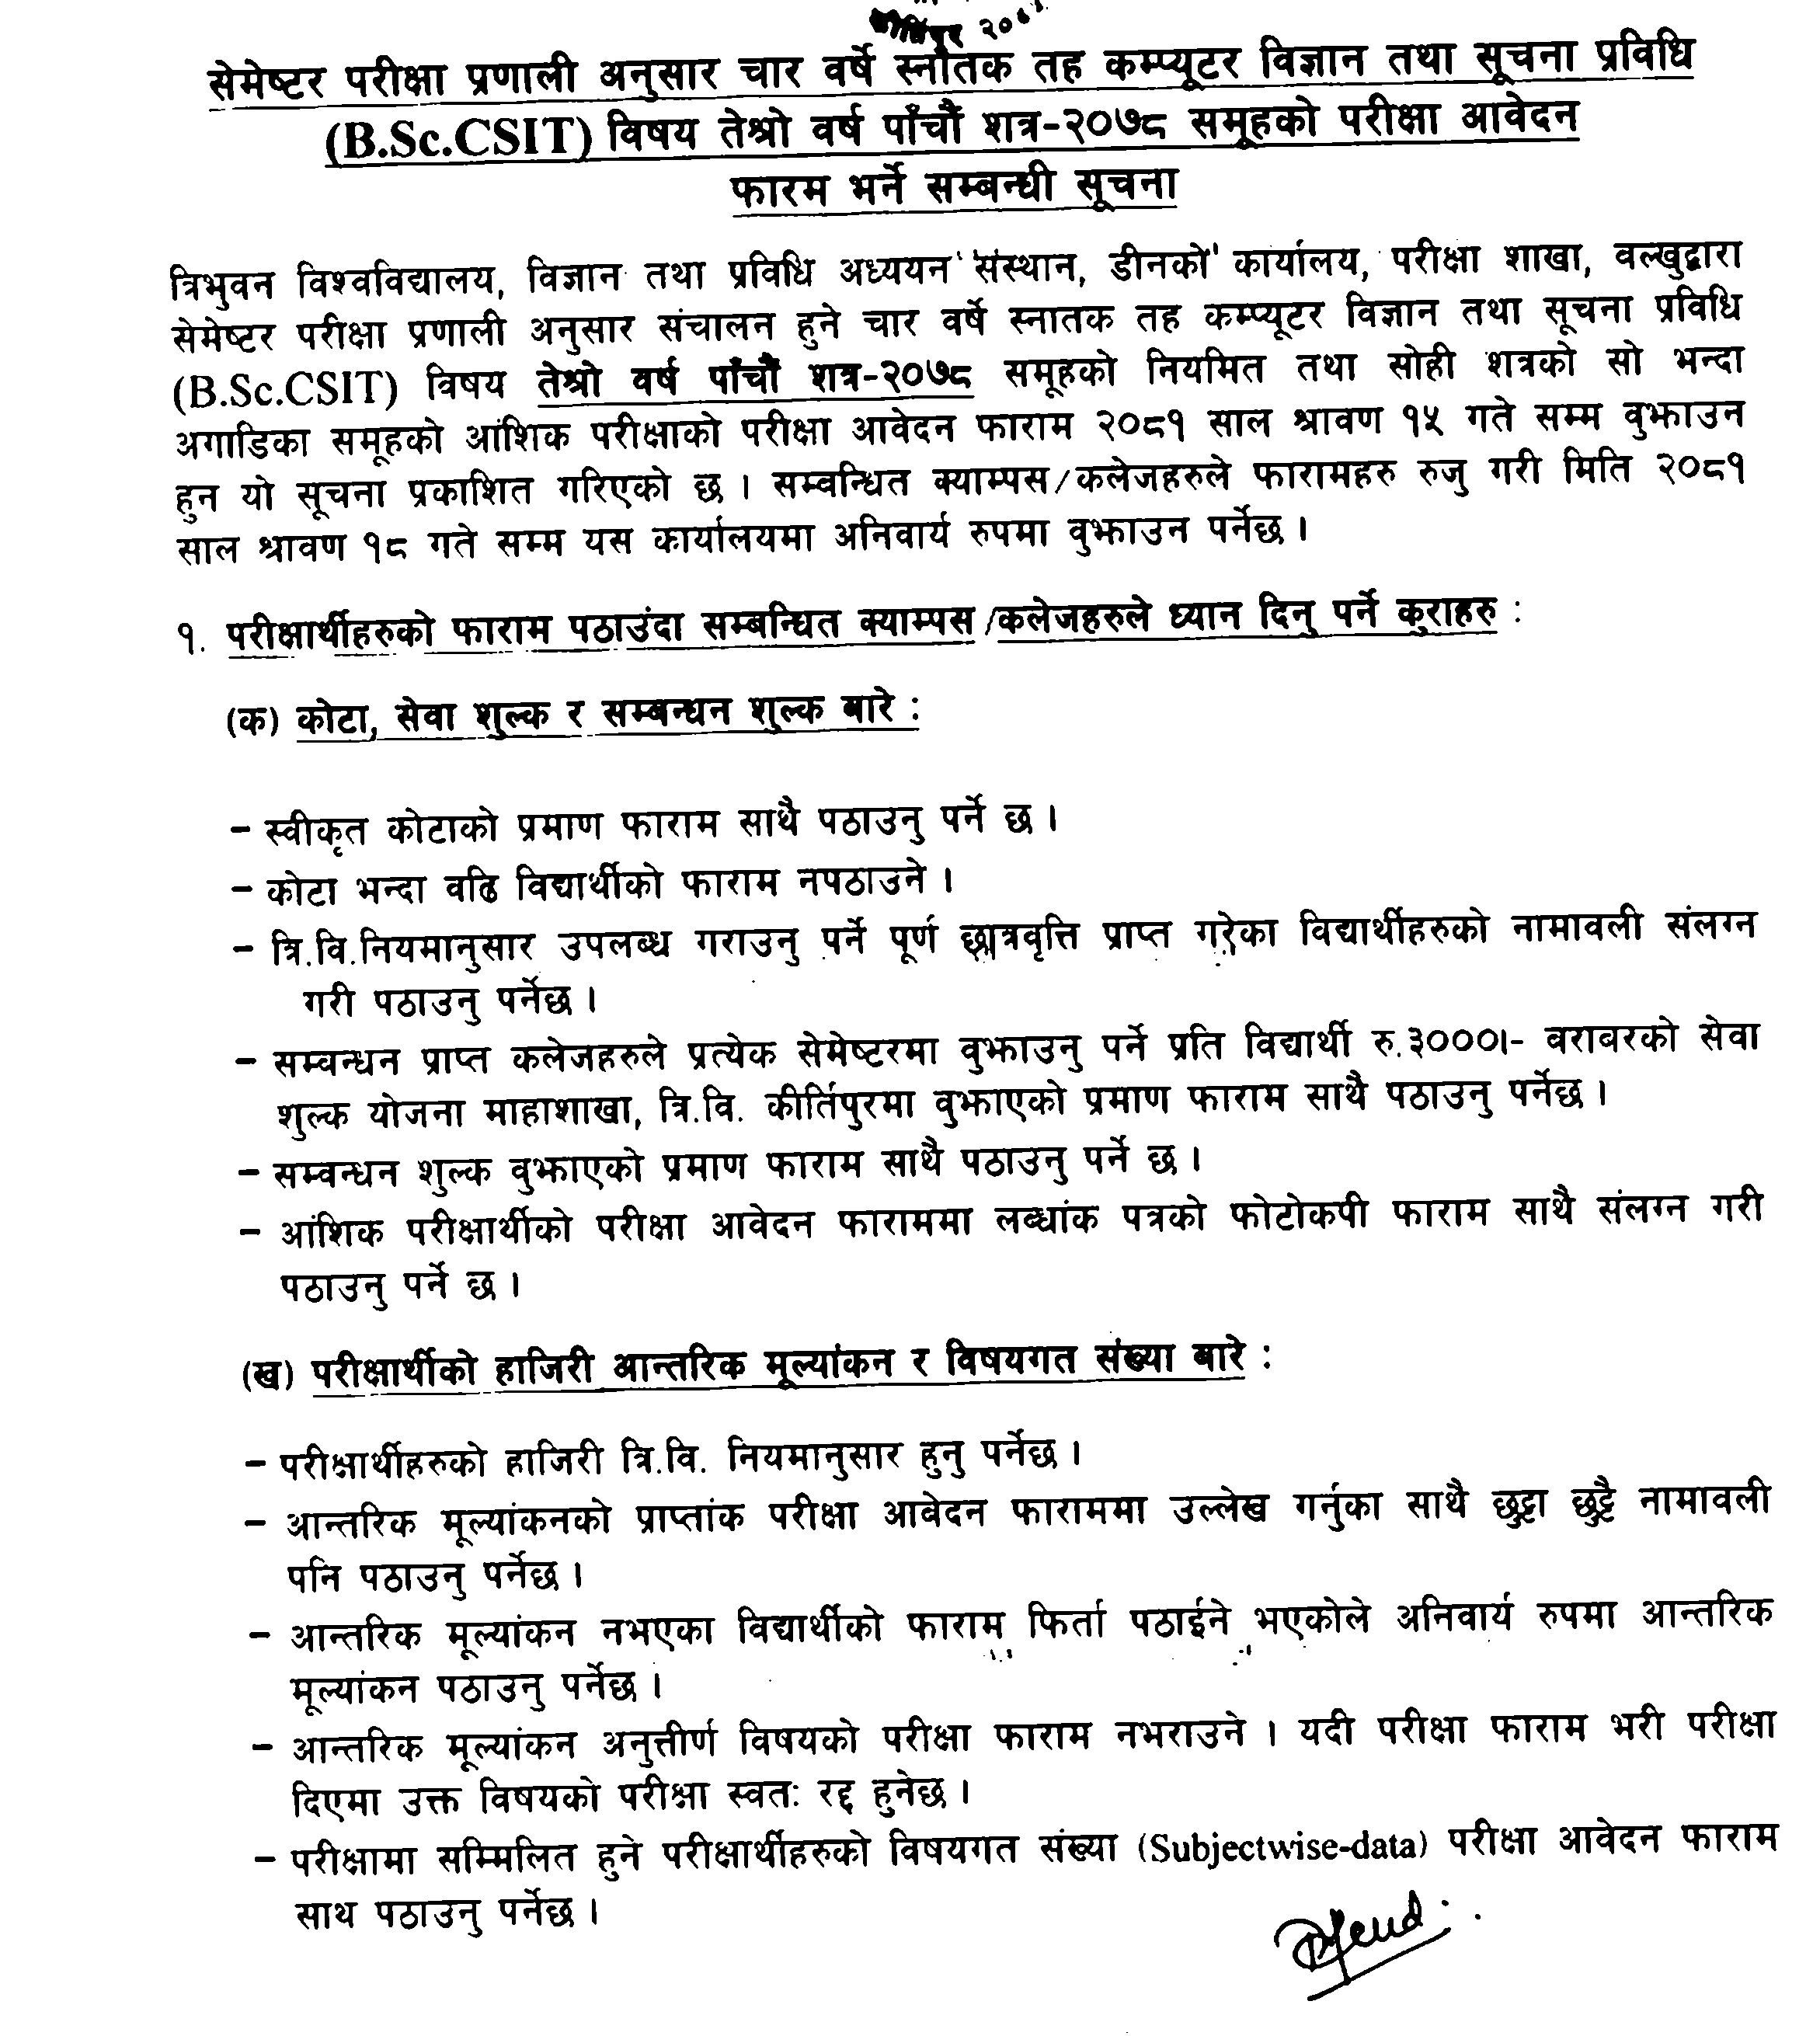 सेमेष्टर परीक्षा प्रणाली अनुसार चार वर्षे स्नातक तह कम्प्यूटर विज्ञान तथा सूचना प्रविधि
(B.Sc.CSIT) विषय तेश्रो वर्ष पाँचौं शत्र-२०७८ समूहको परीक्षा आवेदन
फारम भर्ने सम्बन्धी सूचना
त्रिभुवन विश्वविद्यालय, विज्ञान तथा प्रविधि अध्ययन संस्थान, डीनको कार्यालय, परीक्षा शाखा, वल्खुद्वारा
सेमेष्टर परीक्षा प्रणाली अनुसार संचालन हुने चार वर्षे स्नातक तह कम्प्यूटर विज्ञान तथा सूचना प्रविधि
(B.Sc.CSIT) विषय तेश्रो वर्ष पाँचौं शत्र-२०७८ समूहको नियमित तथा सोही शत्रको सो भन्दा
अगाडिका समूहको आंशिक परीक्षाको परीक्षा आवेदन फाराम २०८१ साल श्रावण १५ गते सम्म वुझाउन
हुन यो सूचना प्रकाशित गरिएको छ । सम्वन्धित क्याम्पस/कलेजहरुले फारामहरु रुजु गरी मिति २०८१
साल श्रावण १८ गते सम्म यस कार्यालयमा अनिवार्य रुपमा वुझाउन पर्नेछ ।
१. परीक्षार्थीहरुको फाराम पठाउंदा सम्बन्धित क्याम्पस/कलेजहरुले ध्यान दिनु पर्ने कुराहरु :
(क) कोटा, सेवा शुल्क र सम्बन्धन शुल्क बारे :
– स्वीकृत कोटाको प्रमाण फाराम साथै पठाउनु पर्ने छ ।
– कोटा भन्दा वढि विद्यार्थीको फाराम नपठाउने ।
– त्रि.वि.नियमानुसार उपलब्ध गराउनु पर्ने पूर्ण छात्रवृत्ति प्राप्त गरेका विद्यार्थीहरुको नामावली संलग्न
गरी पठाउनु पर्नेछ ।
– सम्वन्धन प्राप्त कलेजहरुले प्रत्येक सेमेष्टरमा वुझाउनु पर्ने प्रति विद्यार्थी रु.३०००।- वरावरको सेवा
शुल्क योजना माहाशाखा, त्रि.वि. कीर्तिपुरमा वुझाएको प्रमाण फाराम साथै पठाउनु पर्नेछ ।
– सम्वन्धन शुल्क वुझाएको प्रमाण फाराम साथै पठाउनु पर्ने छ ।
– आंशिक परीक्षार्थीको परीक्षा आवेदन फाराममा लब्धांक पत्रको फोटोकपी फाराम साथै संलग्न गरी
पठाउनु पर्ने छ ।
(ख) परीक्षार्थीको हाजिरी आन्तरिक मूल्यांकन र विषयगत संख्या बारे :
– परीक्षार्थीहरुको हाजिरी त्रि.वि. नियमानुसार हुनु पर्नेछ ।
– आन्तरिक मूल्यांकनको प्राप्तांक परीक्षा आवेदन फाराममा उल्लेख गर्नुका साथै छुट्टा छुट्टै नामावली
पनि पठाउनु पर्नेछ ।
– आन्तरिक मूल्यांकन नभएका विद्यार्थीको फाराम फिर्ता पठाईने भएकोले अनिवार्य रुपमा आन्तरिक
मूल्यांकन पठाउनु पर्नेछ ।
– आन्तरिक मूल्यांकन अनुत्तीर्ण विषयको परीक्षा फाराम नभराउने । यदी परीक्षा फाराम भरी परीक्षा
दिएमा उक्त विषयको परीक्षा स्वतः रद्द हुनेछ ।
– परीक्षामा सम्मिलित हुने परीक्षार्थीहरुको विषयगत संख्या (Subjectwise-data) परीक्षा आवेदन फाराम
साथ पठाउनु पर्नेछ ।